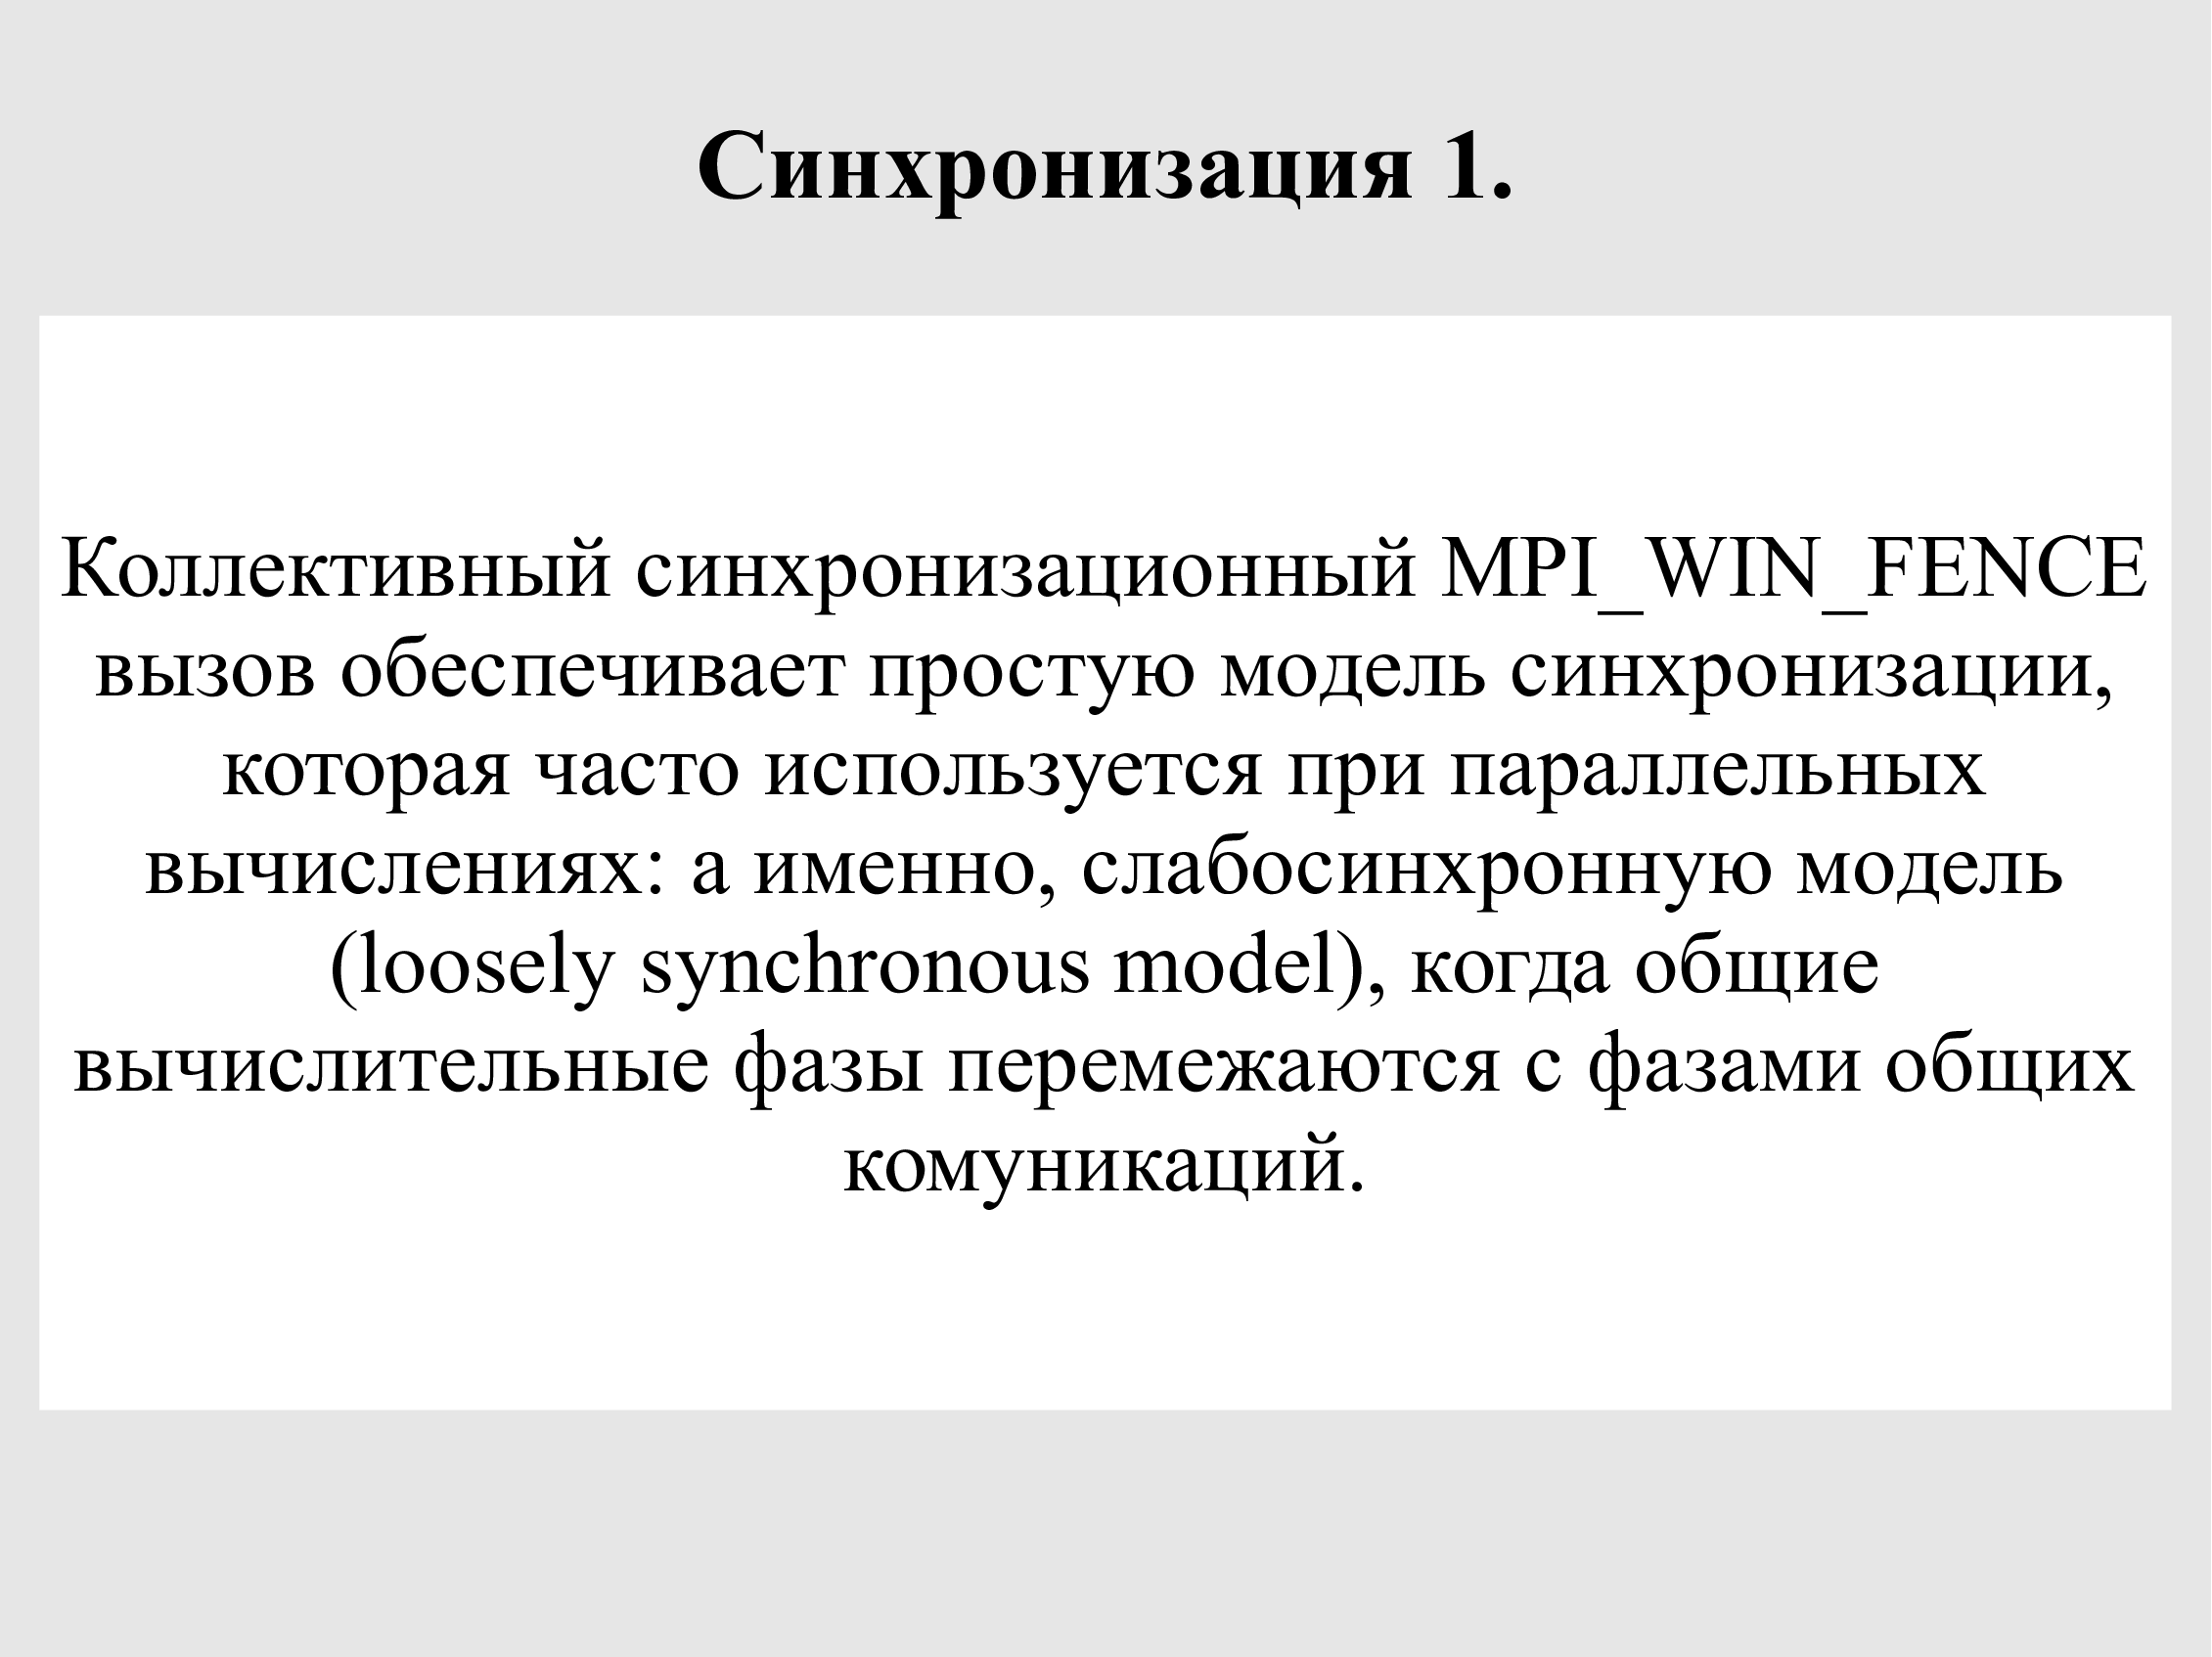 Синхронизация 1.
Коллективный синхронизационный MPI_WIN_FENCE
вызов обеспечивает простую модель синхронизации,
которая часто используется при параллельных
вычислениях: а именно, слабосинхронную модель
(loosely synchronous model), когда общие
вычислительные фазы перемежаются с фазами общих
комуникаций.